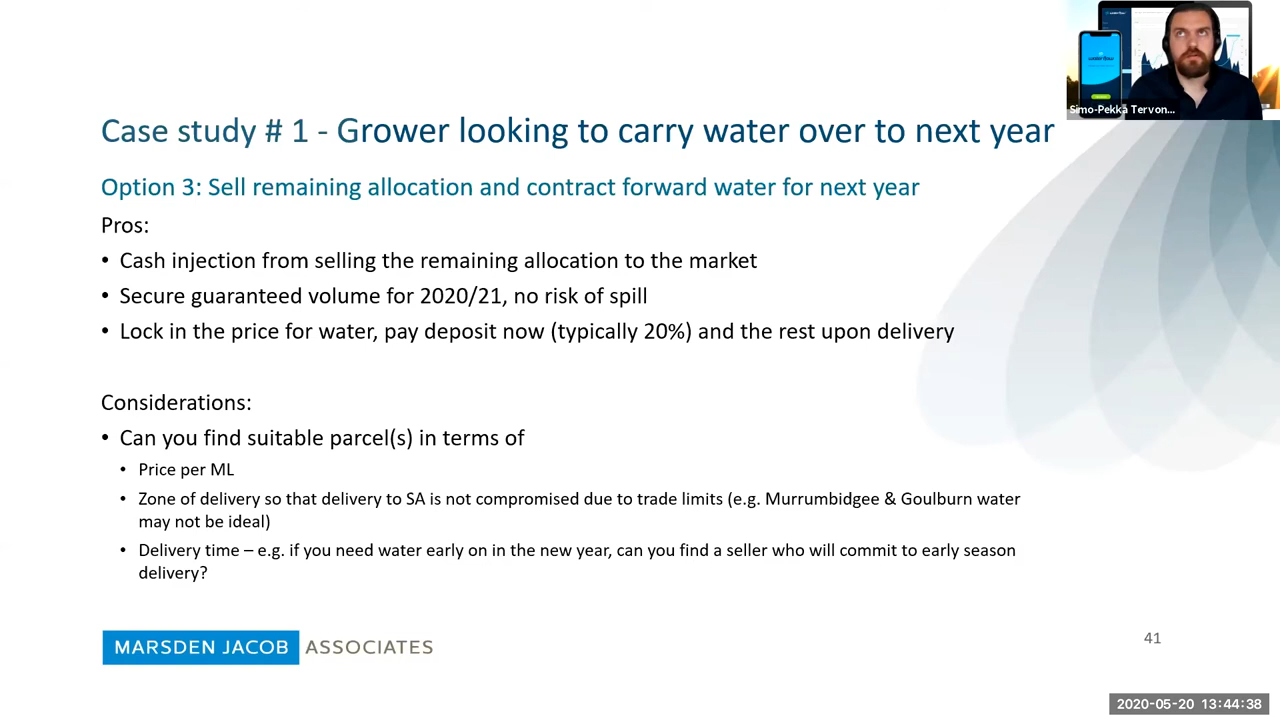 Simo-Pekka Tervon...
Case study # 1 - Grower looking to carry water over to next year
Option 3: Sell remaining allocation and contract forward water for next year
Pros:
• Cash injection from selling the remaining allocation to the market
• Secure guaranteed volume for 2020/21, no risk of spill
• Lock in the price for water, pay deposit now (typically 20%) and the rest upon delivery
Considerations:
• Can you find suitable parcel(s) in terms of
• Price per ML
• Zone of delivery so that delivery to SA is not compromised due to trade limits (e.g. Murrumbidgee & Goulburn water
may not be ideal)
• Delivery time – e.g. if you need water early on in the new year, can you find a seller who will commit to early season
delivery?
MARSDEN JACOB ASSOCIATES
41
2020-05-20 13:44:38